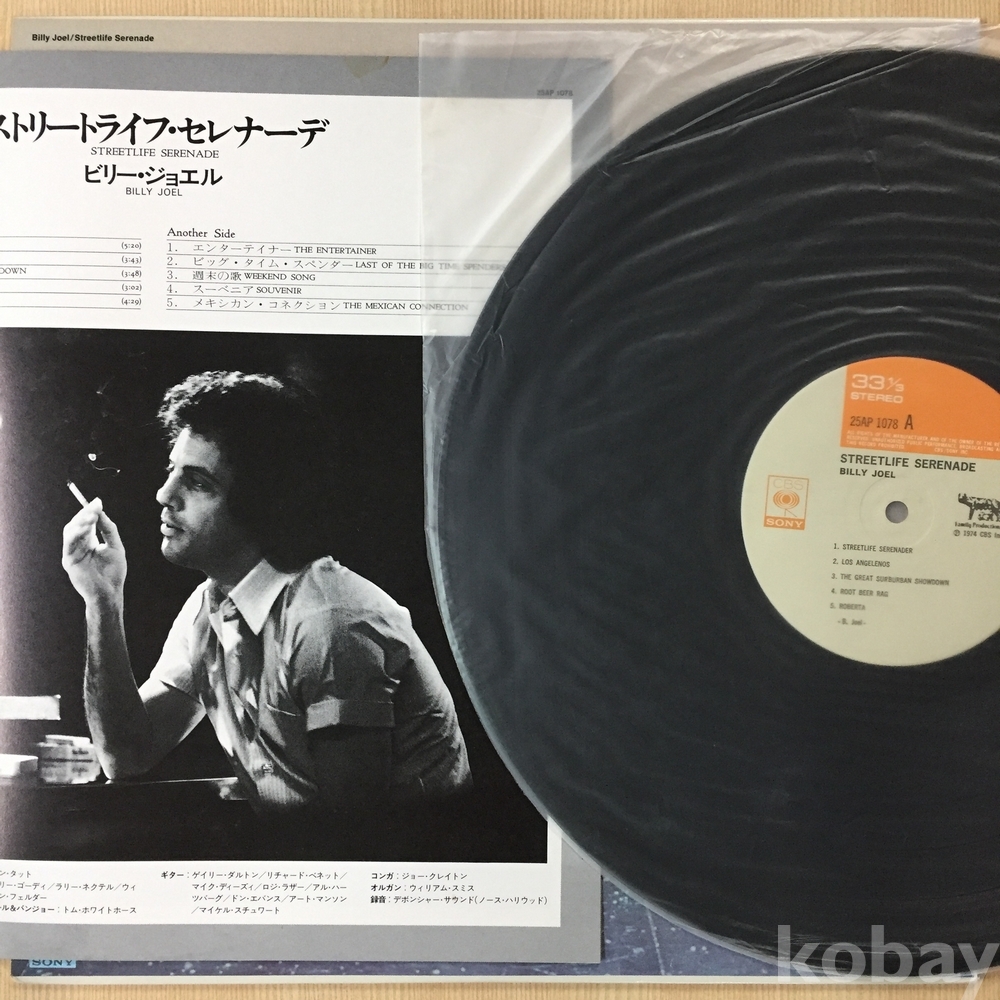 Billy Joel/Streetlife Serenade
25AP 1078
ストリートライフ・セレナーデ
STREETLIFE SERENADE
ビリー・ジョエル
BILLY JOEL
(5:20)
(3:43)
DOWN (3:48)
(3:02)
(4:29)
Another Side
1. エンターテイナー THE ENTERTAINER
2. ビッグ・タイム・スペンダー LAST OF THE BIG TIME SPENDERS
3. 週末の歌 WEEKEND SONG
4. スーベニア SOUVENIR
5. メキシカン・コネクション THE MEXICAN CONNECTION
33 1/3
STEREO
25AP 1078 A
STREETLIFE SERENADE
BILLY JOEL
CBS
SONY
Family Productions
Ⓟ 1974 CBS
1. STREETLIFE SERENADER
2. LOS ANGELENOS
3. THE GREAT SUBURBAN SHOWDOWN
4. ROOT BEER RAG
5. ROBERTA
-B. Joel-
ン・タット
リー・ゴーディ/ラリー・ネクテル/ウィ
ン・フェルダー
ール&バンジョー:トム・ホワイトホース
ギター:ゲイリー・ダルトン/リチャード・ベネット/
マイク・ディーズィ/ロジ・ラザー/アル・ハー
ツバーグ/ドン・エバンス/アート・マンソン
/マイケル・スチュワート
コンガ:ジョー・クレイトン
オルガン:ウィリアム・スミス
録音:デボンシャー・サウンド(ノース・ハリウッド)
SONY
kobay